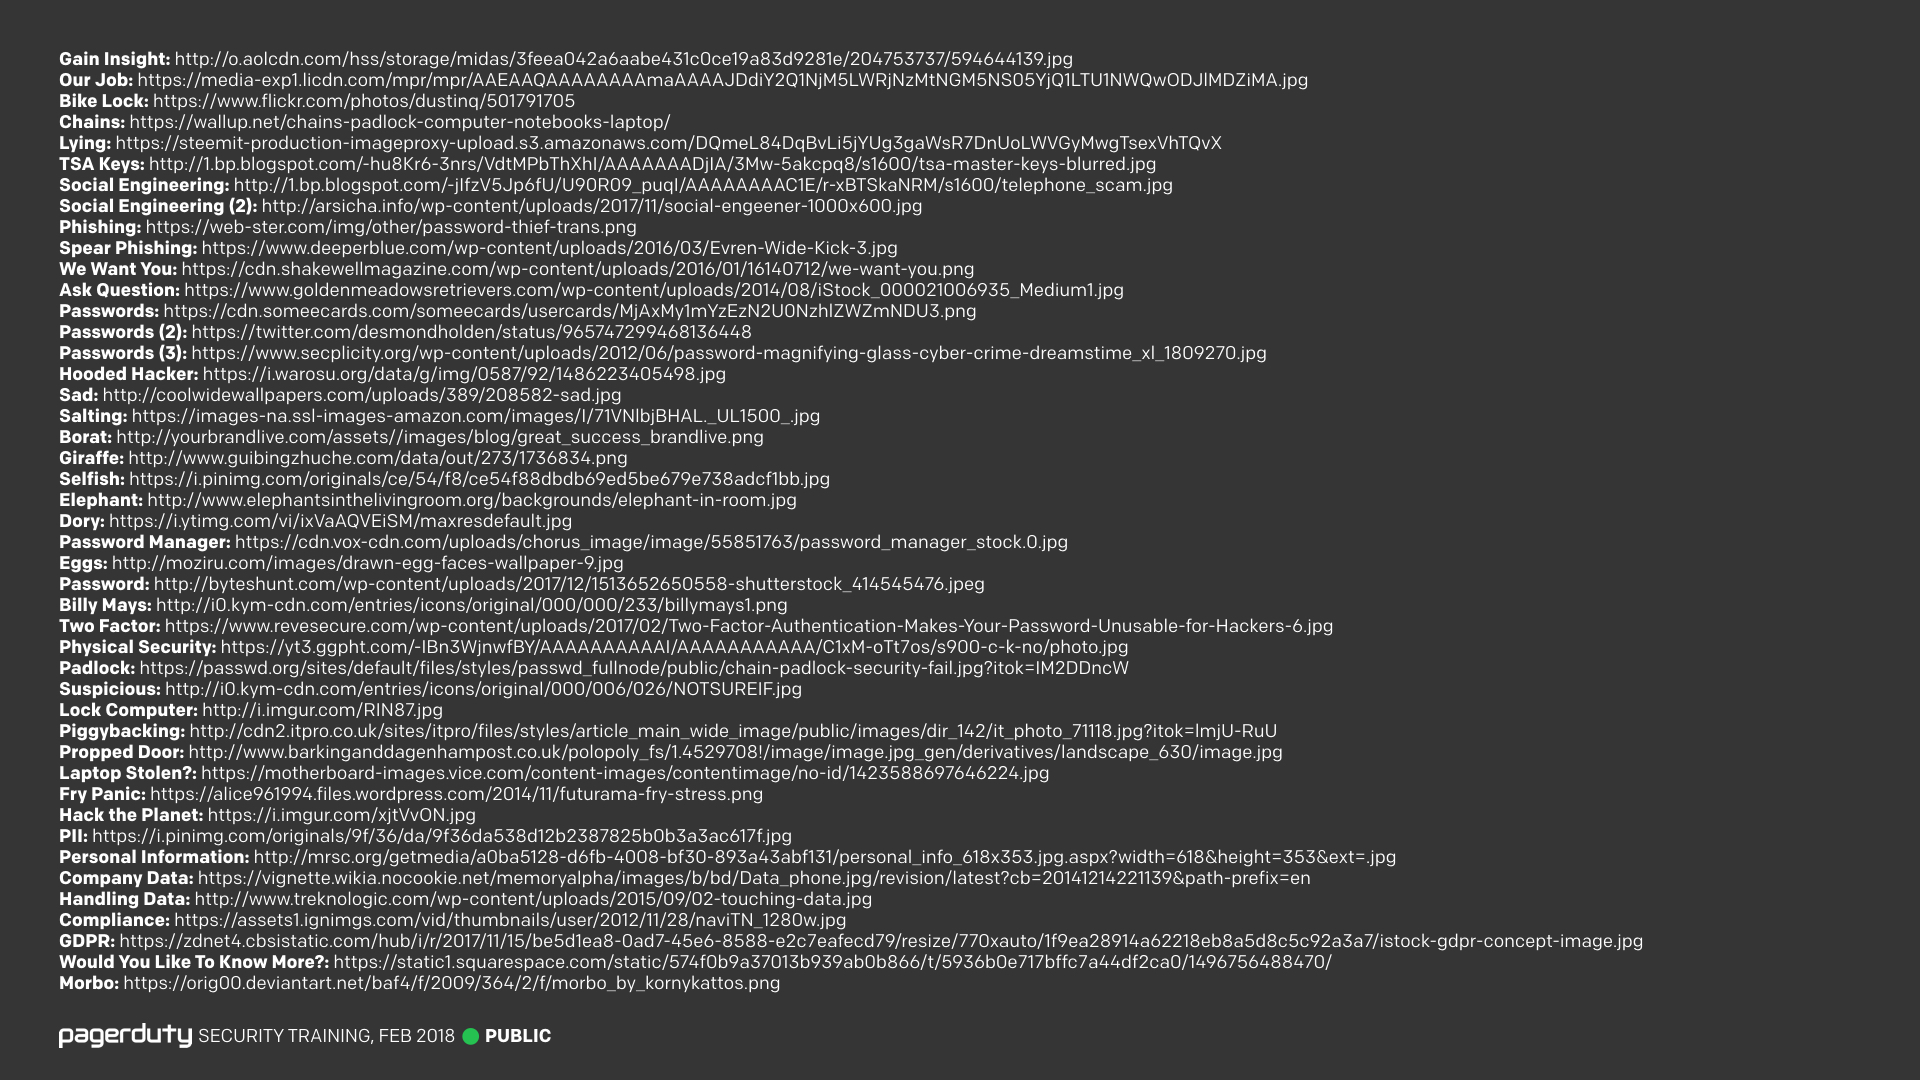 Gain Insight: http://o.aolcdn.com/hss/storage/midas/3feea042a6aabe431c0ce19a83d9281e/204753737/594644139.jpg
Our Job: https://media-exp1.licdn.com/mpr/mpr/AAEAAQAAAAAAAAmaAAAAJDdiY2Q1NjM5LWRjNzMtNGM5NS05YjQ1LTU1NWQwODJlMDZiMA.jpg
Bike Lock: https://www.flickr.com/photos/dustinq/501791705
Chains: https://wallup.net/chains-padlock-computer-notebooks-laptop/
Lying: https://steemit-production-imageproxy-upload.s3.amazonaws.com/DQmeL84DqBvLi5jYUg3gaWsR7DnUoLWVGyMwgTsexVhTQvX
TSA Keys: http://1.bp.blogspot.com/-hu8Kr6-3nrs/VdtMPbThXhI/AAAAAAADjIA/3Mw-5akcpq8/s1600/tsa-master-keys-blurred.jpg
Social Engineering: http://1.bp.blogspot.com/-jIfzV5Jp6fU/U90R09_puqI/AAAAAAAAC1E/r-xBTSkaNRM/s1600/telephone_scam.jpg
Social Engineering (2): http://arsicha.info/wp-content/uploads/2017/11/social-engeener-1000x600.jpg
Phishing: https://web-ster.com/img/other/password-thief-trans.png
Spear Phishing: https://www.deeperblue.com/wp-content/uploads/2016/03/Evren-Wide-Kick-3.jpg
We Want You: https://cdn.shakewellmagazine.com/wp-content/uploads/2016/01/16140712/we-want-you.png
Ask Question: https://www.goldenmeadowsretrievers.com/wp-content/uploads/2014/08/iStock_000021006935_Medium1.jpg
Passwords: https://cdn.someecards.com/someecards/usercards/MjAxMy1mYzEzN2U0NzhlZWZmNDU3.png
Passwords (2): https://twitter.com/desmondholden/status/965747299468136448
Passwords (3): https://www.secplicity.org/wp-content/uploads/2012/06/password-magnifying-glass-cyber-crime-dreamstime_xl_1809270.jpg
Hooded Hacker: https://i.warosu.org/data/g/img/0587/92/1486223405498.jpg
Sad: http://coolwidewallpapers.com/uploads/389/208582-sad.jpg
Salting: https://images-na.ssl-images-amazon.com/images/I/71VNlbjBHAL._UL1500_.jpg
Borat: http://yourbrandlive.com/assets//images/blog/great_success_brandlive.png
Giraffe: http://www.guibingzhuche.com/data/out/273/1736834.png
Selfish: https://i.pinimg.com/originals/ce/54/f8/ce54f88dbdb69ed5be679e738adcf1bb.jpg
Elephant: http://www.elephantsinthelivingroom.org/backgrounds/elephant-in-room.jpg
Dory: https://i.ytimg.com/vi/ixVaAQVEiSM/maxresdefault.jpg
Password Manager: https://cdn.vox-cdn.com/uploads/chorus_image/image/55851763/password_manager_stock.0.jpg
Eggs: http://moziru.com/images/drawn-egg-faces-wallpaper-9.jpg
Password: http://byteshunt.com/wp-content/uploads/2017/12/1513652650558-shutterstock_414545476.jpeg
Billy Mays: http://i0.kym-cdn.com/entries/icons/original/000/000/233/billymays1.png
Two Factor: https://www.revesecure.com/wp-content/uploads/2017/02/Two-Factor-Authentication-Makes-Your-Password-Unusable-for-Hackers-6.jpg
Physical Security: https://yt3.ggpht.com/-IBn3WjnwfBY/AAAAAAAAAAI/AAAAAAAAAAA/C1xM-oTt7os/s900-c-k-no/photo.jpg
Padlock: https://passwd.org/sites/default/files/styles/passwd_fullnode/public/chain-padlock-security-fail.jpg?itok=IM2DDncW
Suspicious: http://i0.kym-cdn.com/entries/icons/original/000/006/026/NOTSUREIF.jpg
Lock Computer: http://i.imgur.com/RIN87.jpg
Piggybacking: http://cdn2.itpro.co.uk/sites/itpro/files/styles/article_main_wide_image/public/images/dir_142/it_photo_71118.jpg?itok=lmjU-RuU
Propped Door: http://www.barkinganddagenhampost.co.uk/polopoly_fs/1.4529708!/image/image.jpg_gen/derivatives/landscape_630/image.jpg
Laptop Stolen?: https://motherboard-images.vice.com/content-images/contentimage/no-id/1423588697646224.jpg
Fry Panic: https://alice961994.files.wordpress.com/2014/11/futurama-fry-stress.png
Hack the Planet: https://i.imgur.com/xjtVvON.jpg
PII: https://i.pinimg.com/originals/9f/36/da/9f36da538d12b2387825b0b3a3ac617f.jpg
Personal Information: http://mrsc.org/getmedia/a0ba5128-d6fb-4008-bf30-893a43abf131/personal_info_618x353.jpg.aspx?width=618&height=353&ext=.jpg
Company Data: https://vignette.wikia.nocookie.net/memoryalpha/images/b/bd/Data_phone.jpg/revision/latest?cb=20141214221139&path-prefix=en
Handling Data: http://www.treknologic.com/wp-content/uploads/2015/09/02-touching-data.jpg
Compliance: https://assets1.ignimgs.com/vid/thumbnails/user/2012/11/28/naviTN_1280w.jpg
GDPR: https://zdnet4.cbsistatic.com/hub/i/r/2017/11/15/be5d1ea8-0ad7-45e6-8588-e2c7eafecd79/resize/770xauto/1f9ea28914a62218eb8a5d8c5c92a3a7/istock-gdpr-concept-image.jpg
Would You Like To Know More?: https://static1.squarespace.com/static/574f0b9a37013b939ab0b866/t/5936b0e717bffc7a44df2ca0/1496756488470/
Morbo: https://orig00.deviantart.net/baf4/f/2009/364/2/f/morbo_by_kornykattos.png
pagerduty SECURITY TRAINING, FEB 2018 PUBLIC